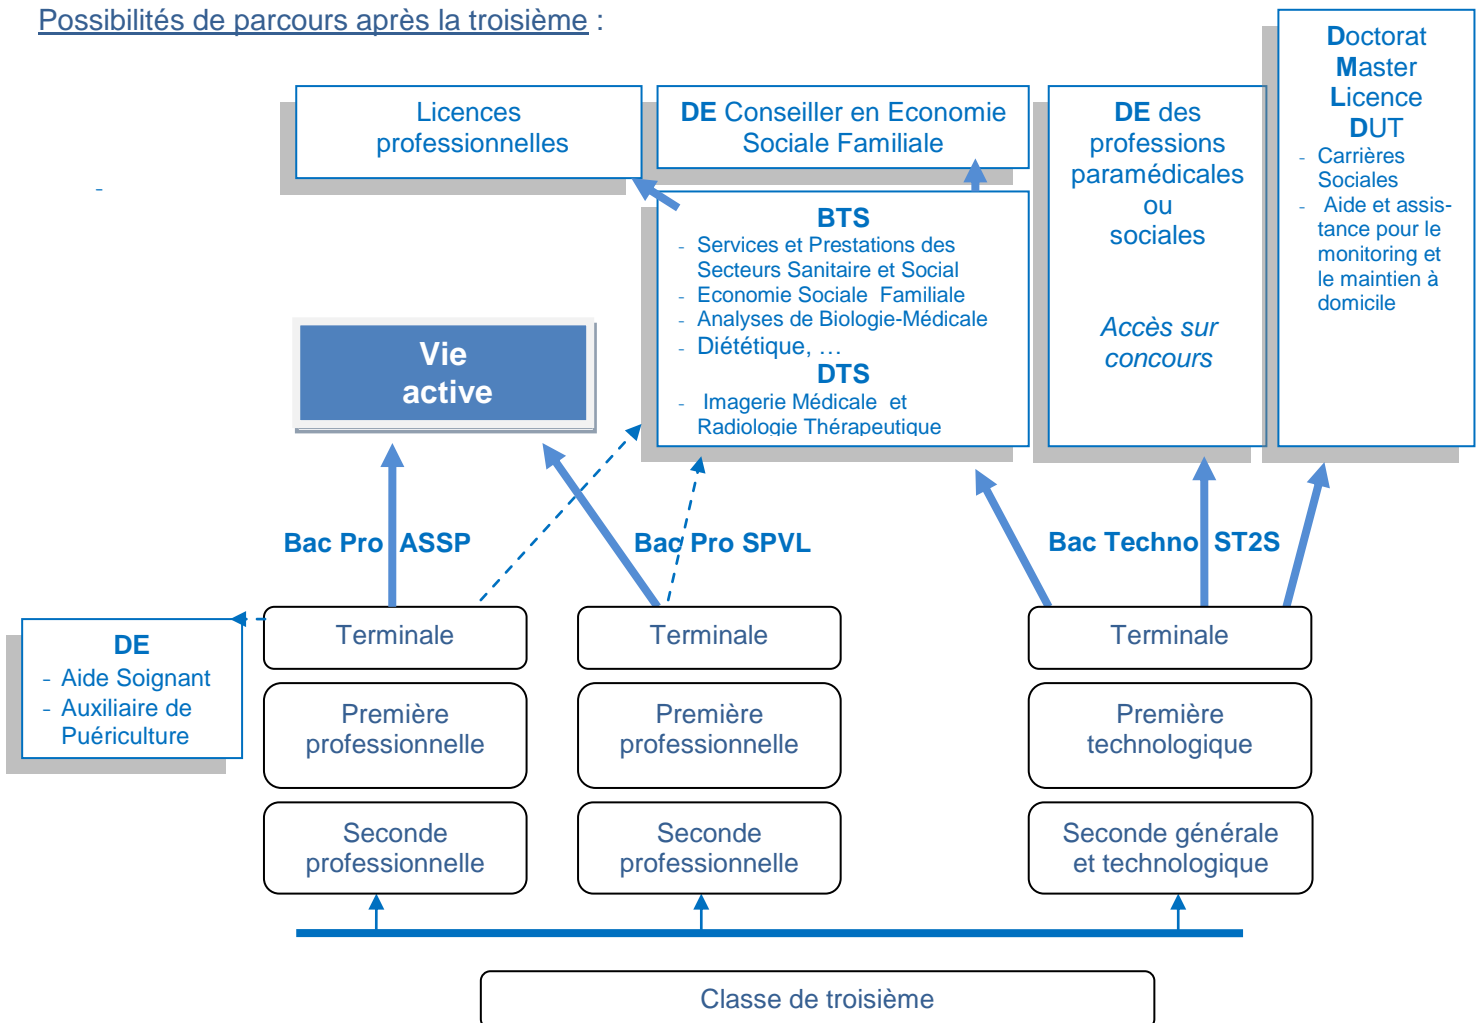 Possibilités de parcours après la troisième :
Doctorat
Master
Licence
DUT
- Carrières
Sociales
- Aide et assis-
tance pour le
monitoring et
le maintien à
domicile
Licences
professionnelles
DE Conseiller en Economie
Sociale Familiale
DE des
professions
paramédicales
ou
sociales
Accès sur
concours
-
BTS
- Services et Prestations des
Secteurs Sanitaire et Social
- Economie Sociale Familiale
- Analyses de Biologie-Médicale
- Diététique, …
DTS
- Imagerie Médicale et
Radiologie Thérapeutique
Vie
active
Bac Pro ASSP
Bac Pro SPVL
Bac Techno ST2S
DE
- Aide Soignant
- Auxiliaire de
Puériculture
Terminale
Terminale
Terminale
Première
professionnelle
Première
professionnelle
Première
technologique
Seconde
professionnelle
Seconde
professionnelle
Seconde générale
et technologique
Classe de troisième